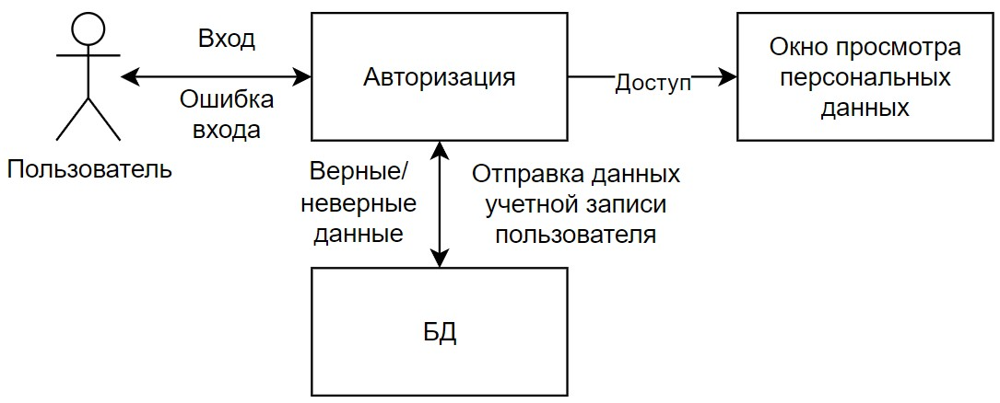 Вход
Ошибка
входа
Пользователь
Авторизация
Доступ
Окно просмотра
персональных
данных
Верные/
неверные
данные
Отправка данных
учетной записи
пользователя
БД